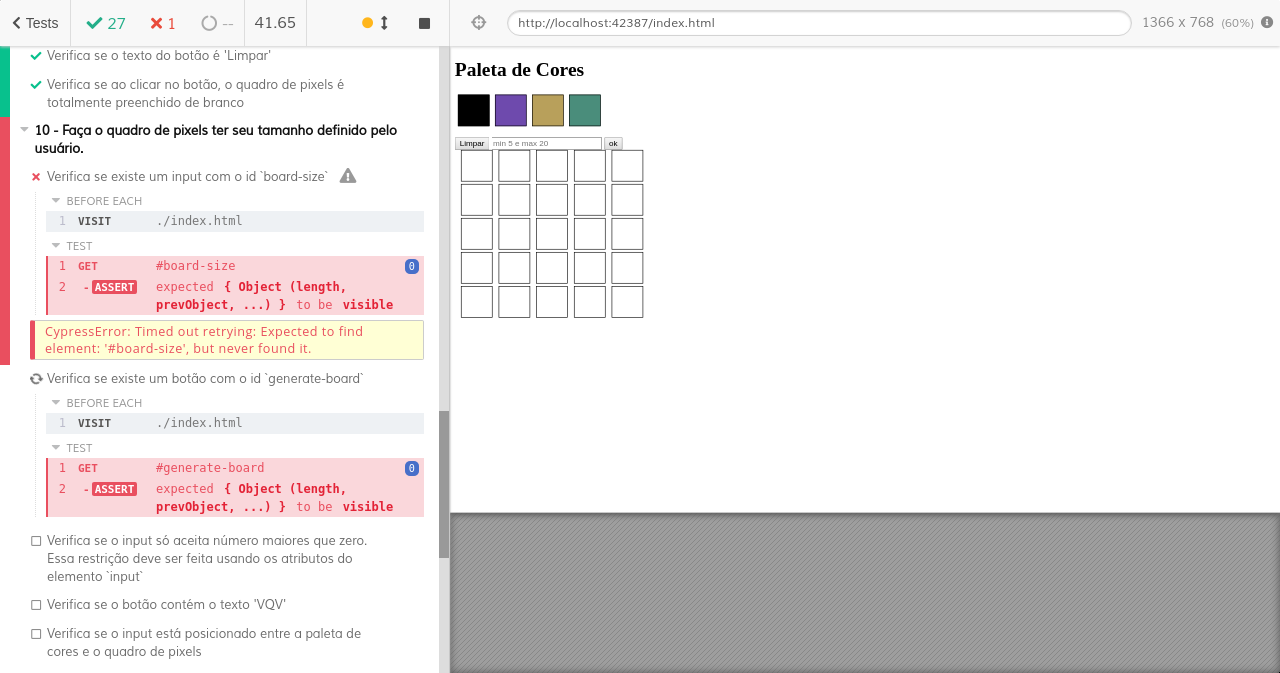 Tests 27 1 -- 41.65 http://localhost:42387/index.html 1366 x 768 (60%)
Verifica se o texto do botão é 'Limpar'
Verifica se ao clicar no botão, o quadro de pixels é
totalmente preenchido de branco
10 - Faça o quadro de pixels ter seu tamanho definido pelo
usuário.
Verifica se existe um input com o id `board-size`
BEFORE EACH
1 VISIT ./index.html
TEST
1 GET #board-size 0
2 -ASSERT expected { Object (length,
prevObject, ...) } to be visible
CypressError: Timed out retrying: Expected to find
element: '#board-size', but never found it.
Verifica se existe um botão com o id `generate-board`
BEFORE EACH
1 VISIT ./index.html
TEST
1 GET #generate-board 0
2 -ASSERT expected { Object (length,
prevObject, ...) } to be visible
Verifica se o input só aceita número maiores que zero.
Essa restrição deve ser feita usando os atributos do
elemento `input`
Verifica se o botão contém o texto 'VQV'
Verifica se o input está posicionado entre a paleta de
cores e o quadro de pixels
Paleta de Cores
Limpar min 5 e max 20 ok